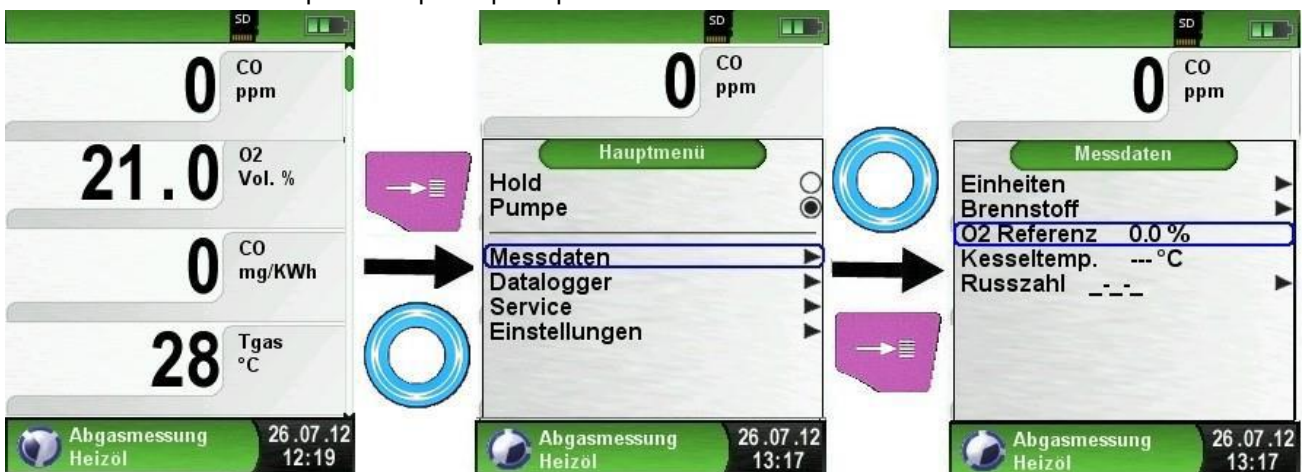 SD
0 CO
ppm
21.0 O2
Vol. %
0 CO
mg/KWh
28 Tgas
°C
Abgasmessung 26.07.12
Heizöl 12:19
SD
0 CO
ppm
Hauptmenü
Hold
Pumpe
Messdaten
Datalogger
Service
Einstellungen
Abgasmessung 26.07.12
Heizöl 13:17
SD
0 CO
ppm
Messdaten
Einheiten
Brennstoff
O2 Referenz 0.0 %
Kesseltemp. --- °C
Russzahl _-_-_
Abgasmessung 26.07.12
Heizöl 13:17